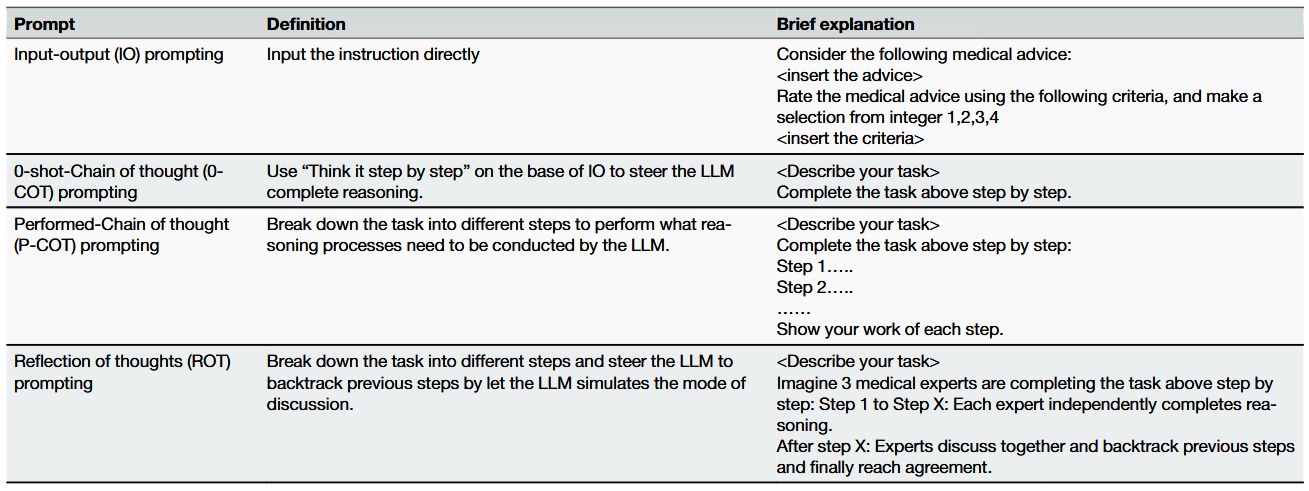 Prompt Definition Brief explanation
Input-output (IO) prompting Input the instruction directly Consider the following medical advice:
<insert the advice>
Rate the medical advice using the following criteria, and make a
selection from integer 1,2,3,4
<insert the criteria>
0-shot-Chain of thought (0- Use “Think it step by step” on the base of IO to steer the LLM <Describe your task>
COT) prompting complete reasoning. Complete the task above step by step.
Performed-Chain of thought Break down the task into different steps to perform what rea- <Describe your task>
(P-COT) prompting soning processes need to be conducted by the LLM. Complete the task above step by step:
Step 1…..
Step 2…..
……
Show your work of each step.
Reflection of thoughts (ROT) Break down the task into different steps and steer the LLM to <Describe your task>
prompting backtrack previous steps by let the LLM simulates the mode of Imagine 3 medical experts are completing the task above step by
discussion. step: Step 1 to Step X: Each expert independently completes rea-
soning.
After step X: Experts discuss together and backtrack previous steps
and finally reach agreement.